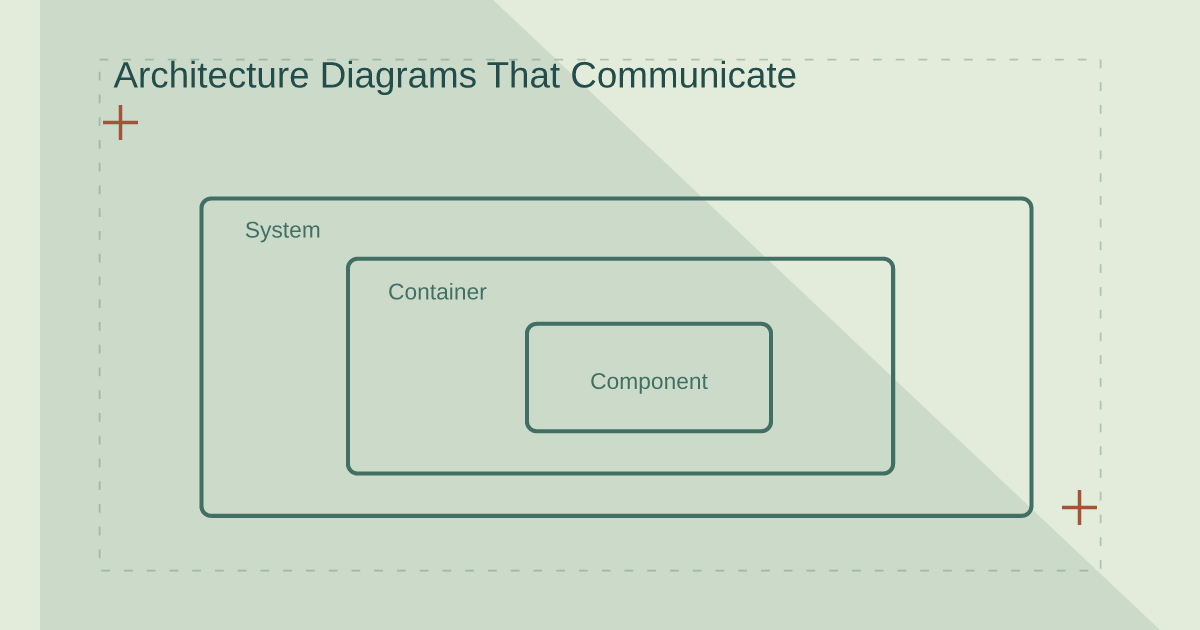 Architecture Diagrams That Communicate
System
Container
Component